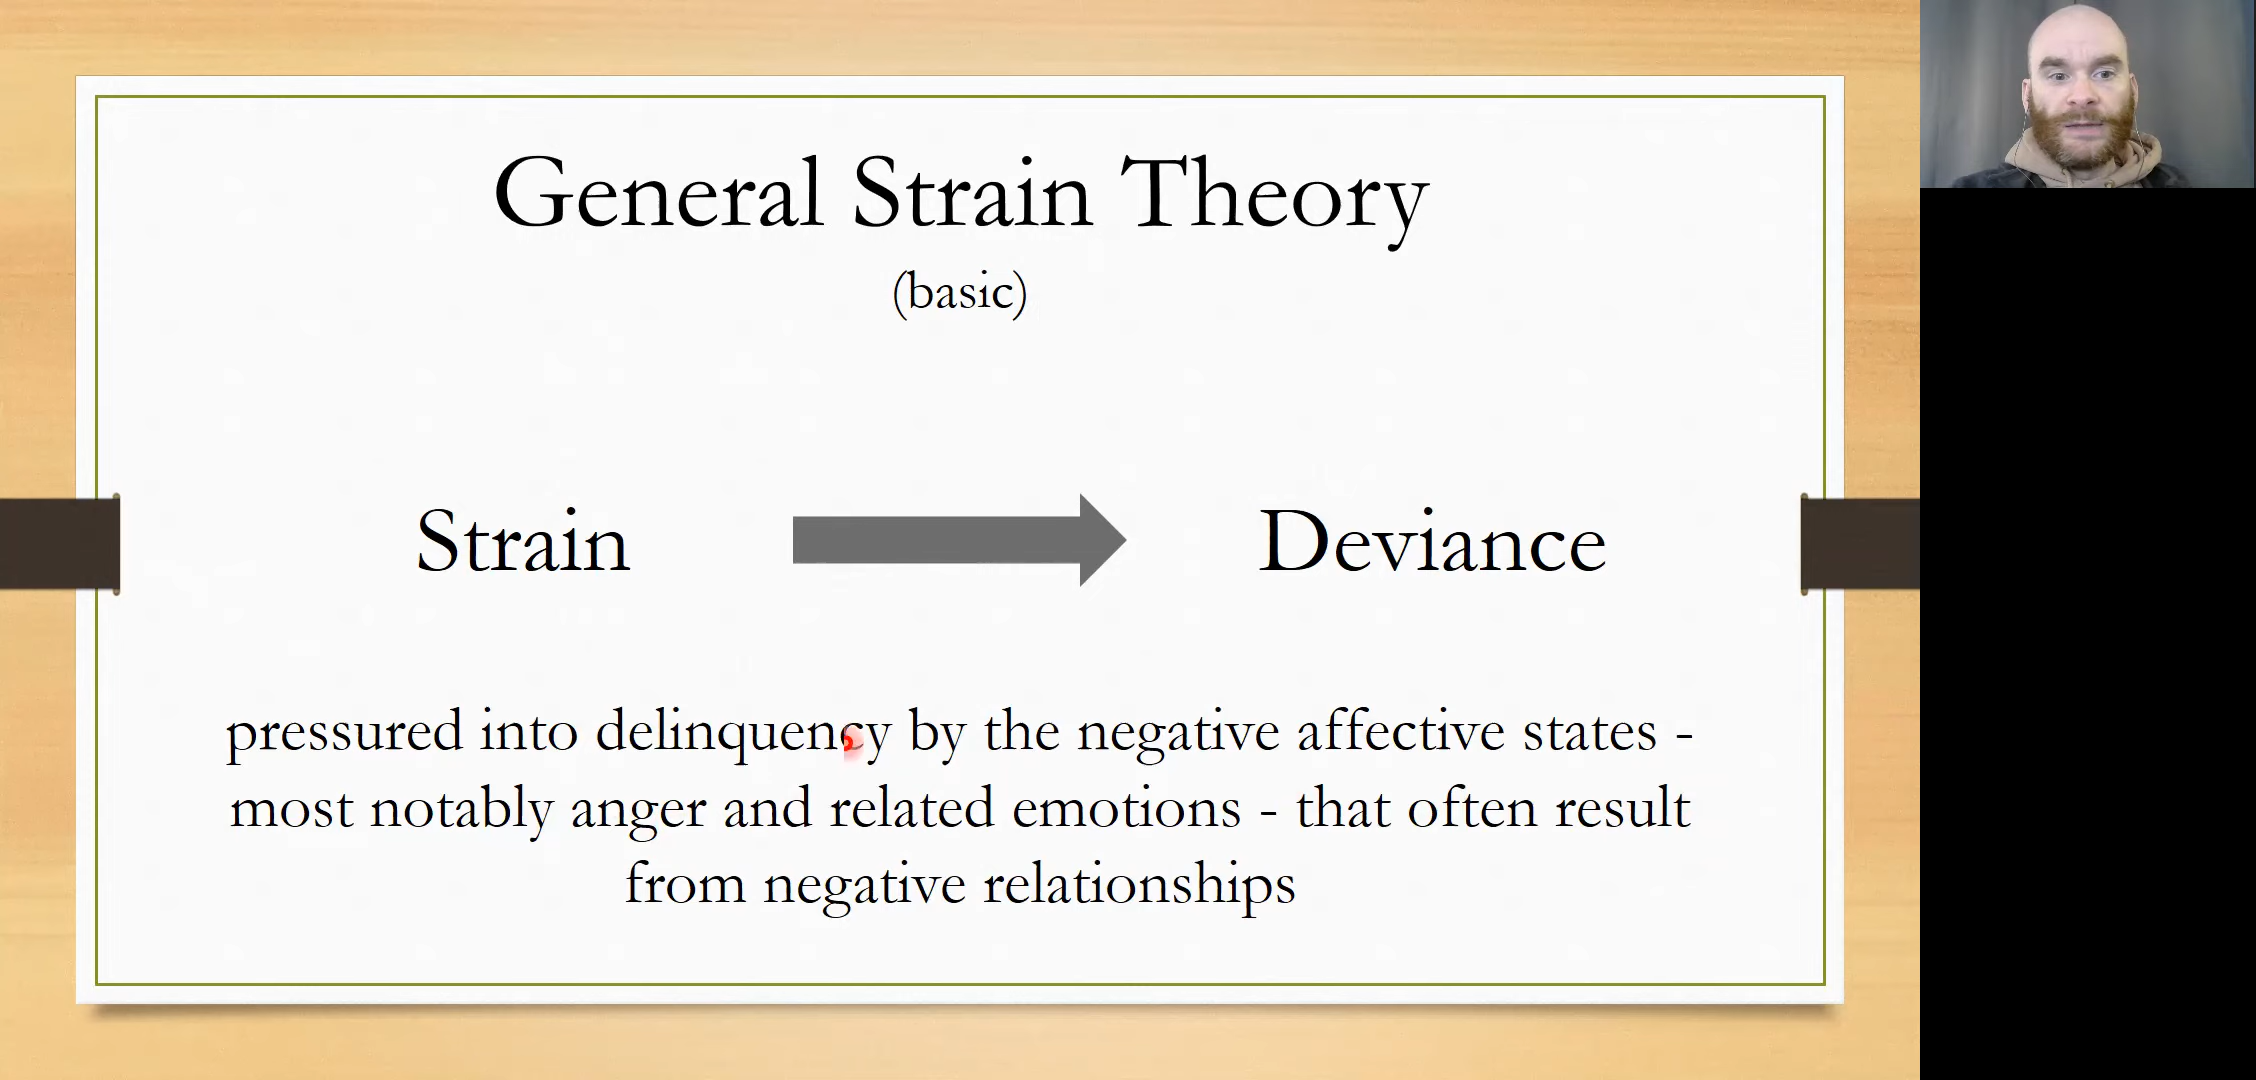 General Strain Theory
(basic)
Strain
Deviance
pressured into delinquency by the negative affective states -
most notably anger and related emotions - that often result
from negative relationships